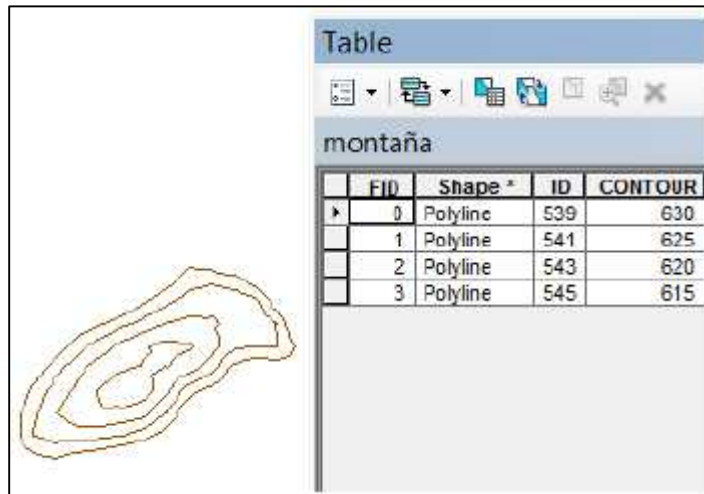 Table
montaña
FID Shape * ID CONTOUR
0 Polyline 539 630
1 Polyline 541 625
2 Polyline 543 620
3 Polyline 545 615